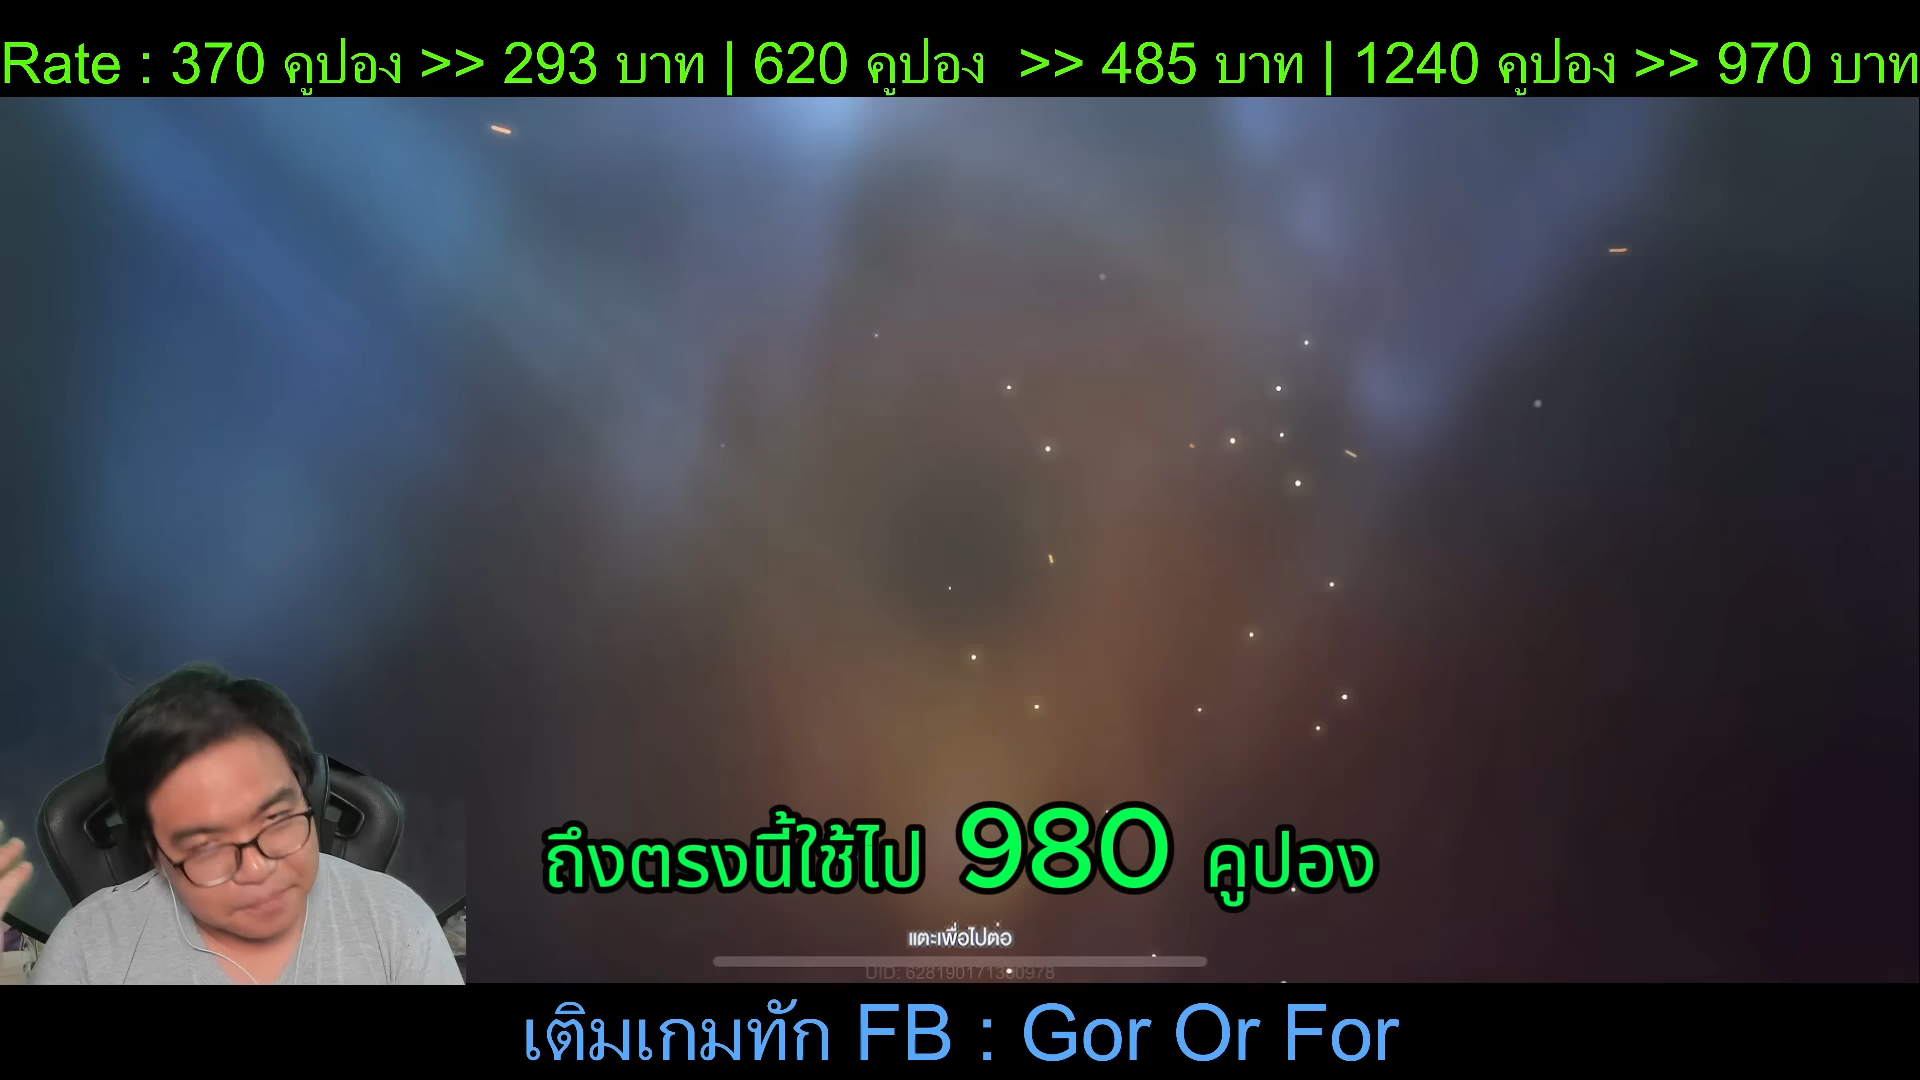 Rate : 370 คูปอง >> 293 บาท | 620 คูปอง >> 485 บาท | 1240 คูปอง >> 970 บาท
ถึงตรงนี้ใช้ไป 980 คูปอง
แตะเพื่อไปต่อ
เติมเกมทัก FB : Gor Or For